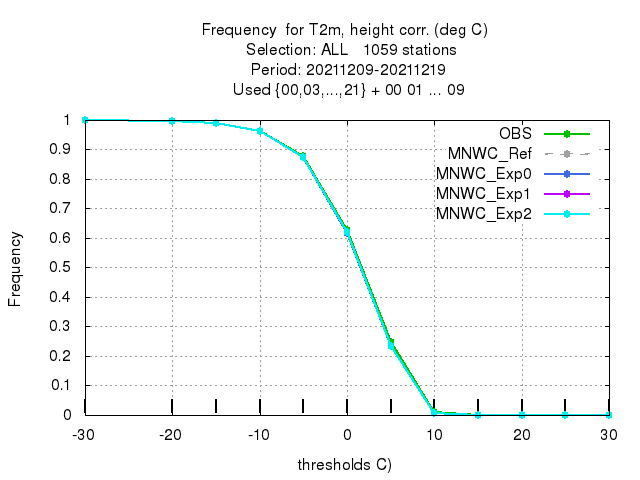 Frequency  for T2m, height corr. (deg C)
Selection: ALL   1059 stations
Period: 20211209-20211219
Used {00,03,...,21} + 00 01 ... 09
1
0.9
0.8
0.7
0.6
0.5
0.4
0.3
0.2
0.1
0
Frequency
OBS
MNWC_Ref
MNWC_Exp0
MNWC_Exp1
MNWC_Exp2
-30 -20 -10 0 10 20 30
thresholds C)